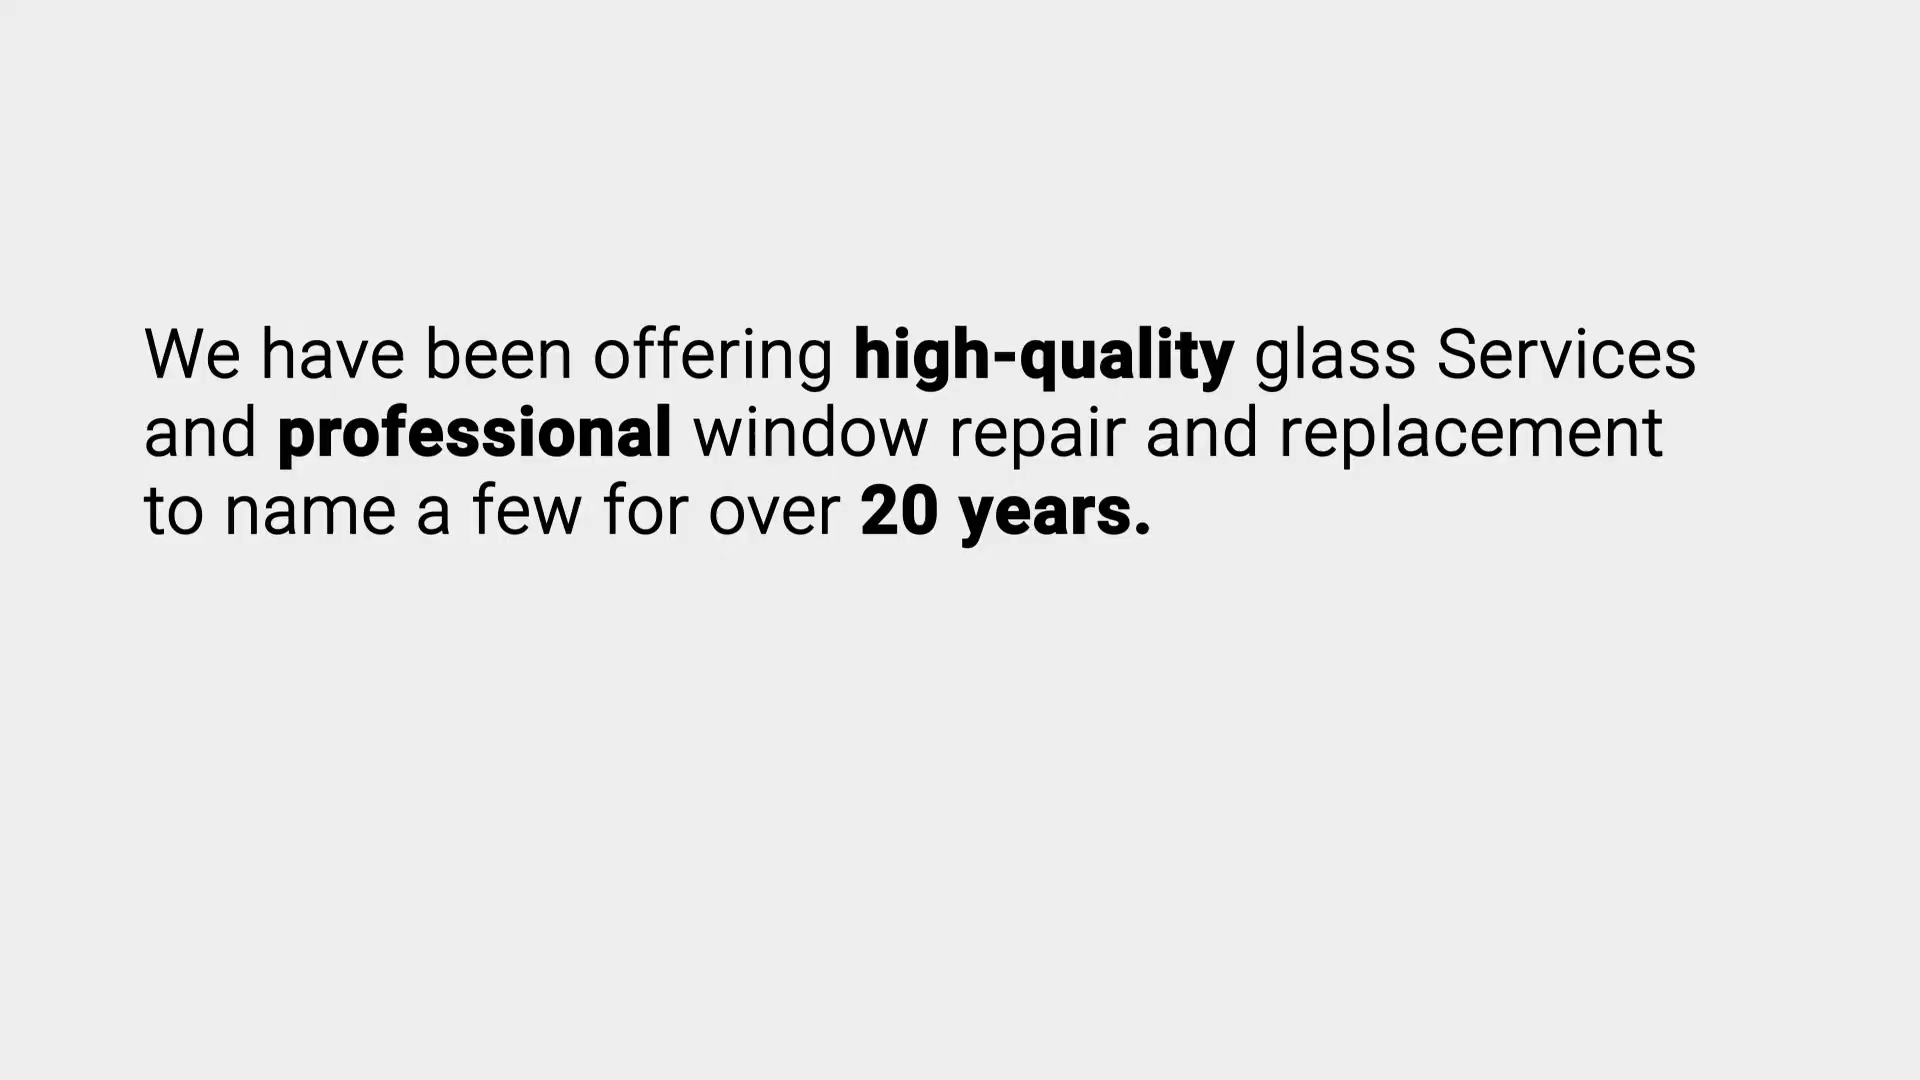 We have been offering high-quality glass Services
and professional window repair and replacement
to name a few for over 20 years.